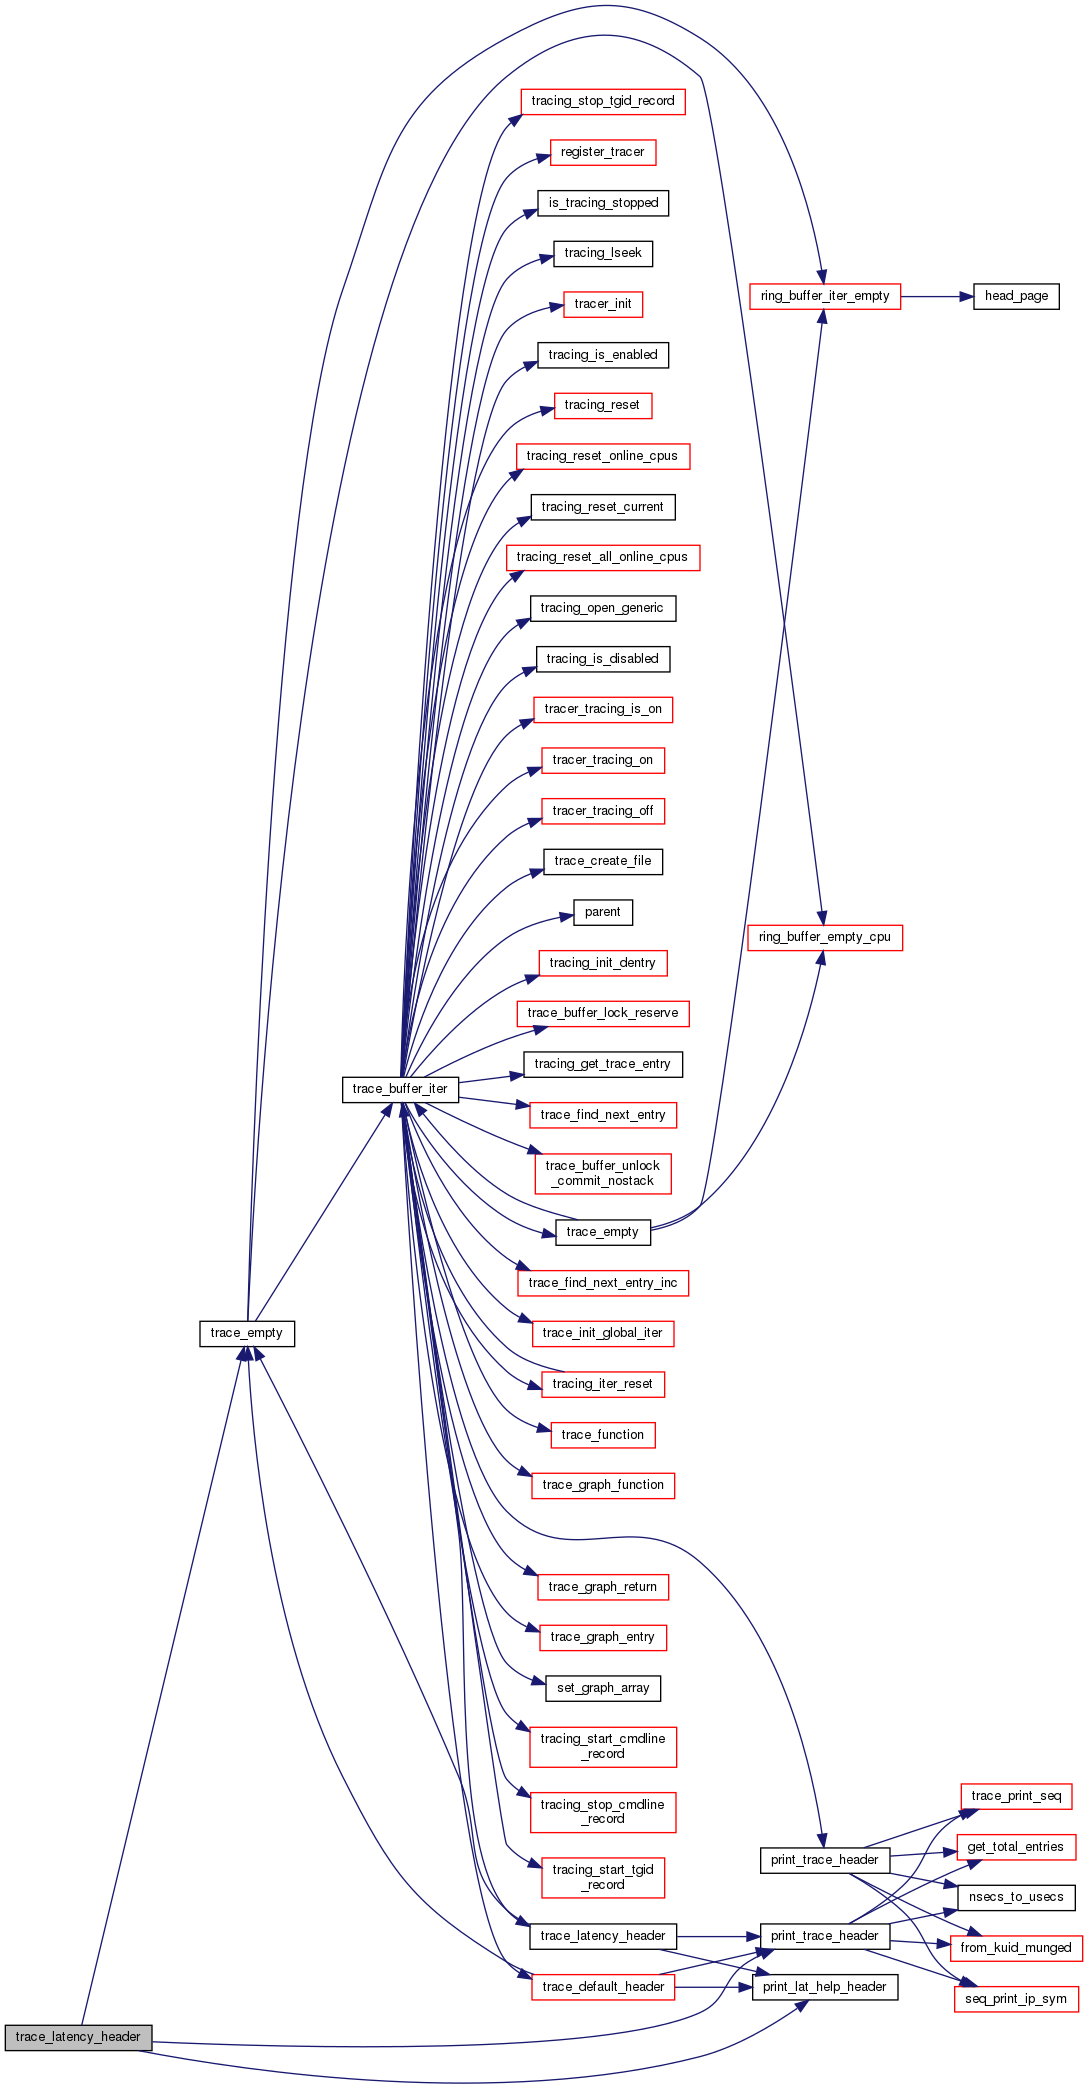 tracing_stop_tgid_record
register_tracer
is_tracing_stopped
tracing_lseek
ring_buffer_iter_empty
head_page
tracer_init
tracing_is_enabled
tracing_reset
tracing_reset_online_cpus
tracing_reset_current
tracing_reset_all_online_cpus
tracing_open_generic
tracing_is_disabled
tracer_tracing_is_on
tracer_tracing_on
tracer_tracing_off
trace_create_file
parent
ring_buffer_empty_cpu
tracing_init_dentry
trace_buffer_lock_reserve
tracing_get_trace_entry
trace_buffer_iter
trace_find_next_entry
trace_buffer_unlock
_commit_nostack
trace_empty
trace_find_next_entry_inc
trace_empty
trace_init_global_iter
tracing_iter_reset
trace_function
trace_graph_function
trace_graph_return
trace_graph_entry
set_graph_array
tracing_start_cmdline
_record
tracing_stop_cmdline
_record
tracing_start_tgid
_record
trace_print_seq
get_total_entries
print_trace_header
nsecs_to_usecs
trace_latency_header
print_trace_header
from_kuid_munged
trace_default_header
print_lat_help_header
seq_print_ip_sym
trace_latency_header